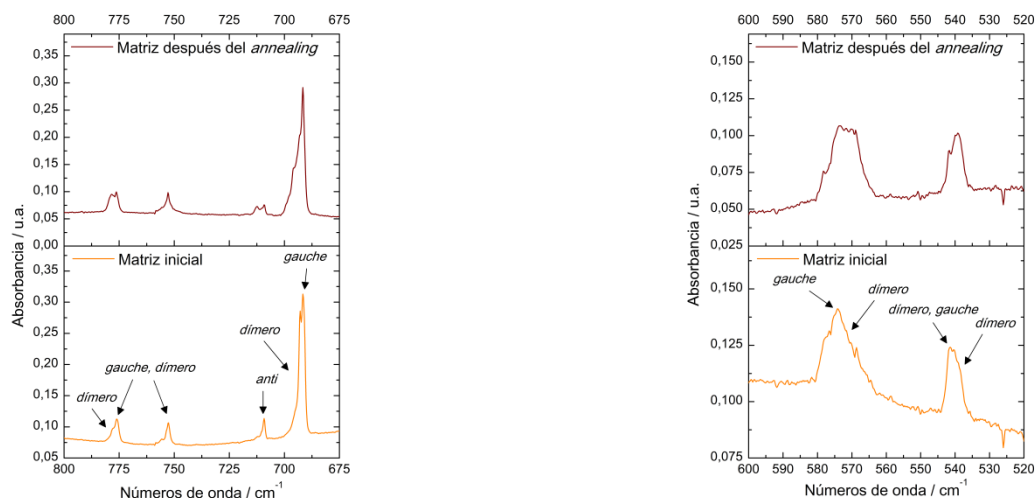 800 775 750 725 700 675
Matriz después del annealing
0,35
0,30
0,25
0,20
0,15
0,10
0,05
0,00
Absorbancia / u.a.
Matriz inicial
0,35
0,30
0,25
0,20
0,15
0,10
0,05
gauche
dímero
gauche, dímero
anti
dímero
800 775 750 725 700 675
Números de onda / cm-1
600 590 580 570 560 550 540 530 520
Matriz después del annealing
0,150
0,125
0,100
0,075
0,050
0,025
Absorbancia / u.a.
Matriz inicial
0,150
0,125
0,100
0,075
gauche
dímero
dímero, gauche
dímero
600 590 580 570 560 550 540 530 520
Números de onda / cm-1